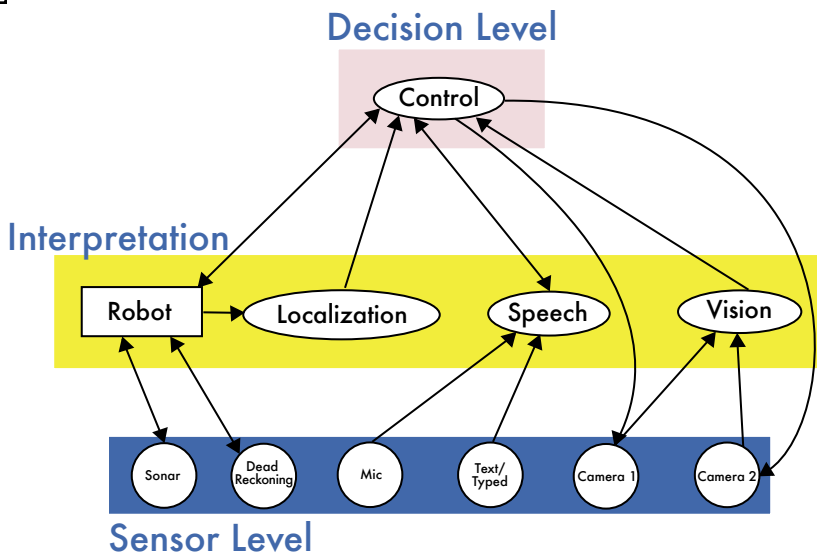 Decision Level
Control
Interpretation
Robot
Localization
Speech
Vision
Sonar
Dead
Reckoning
Mic
Text/
Typed
Camera 1
Camera 2
Sensor Level